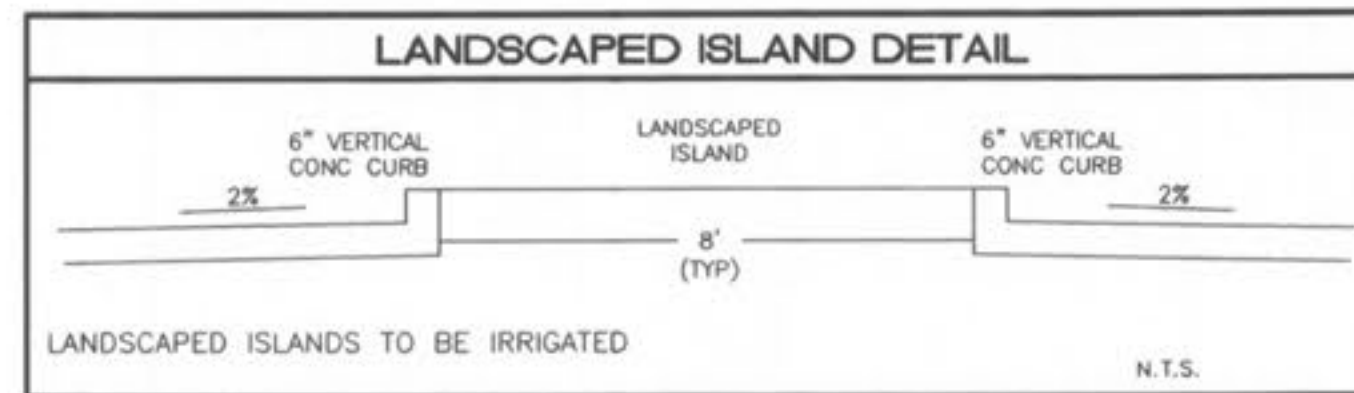 LANDSCAPED ISLAND DETAIL
6" VERTICAL
CONC CURB
LANDSCAPED
ISLAND
6" VERTICAL
CONC CURB
2%
2%
8'
(TYP)
LANDSCAPED ISLANDS TO BE IRRIGATED
N.T.S.